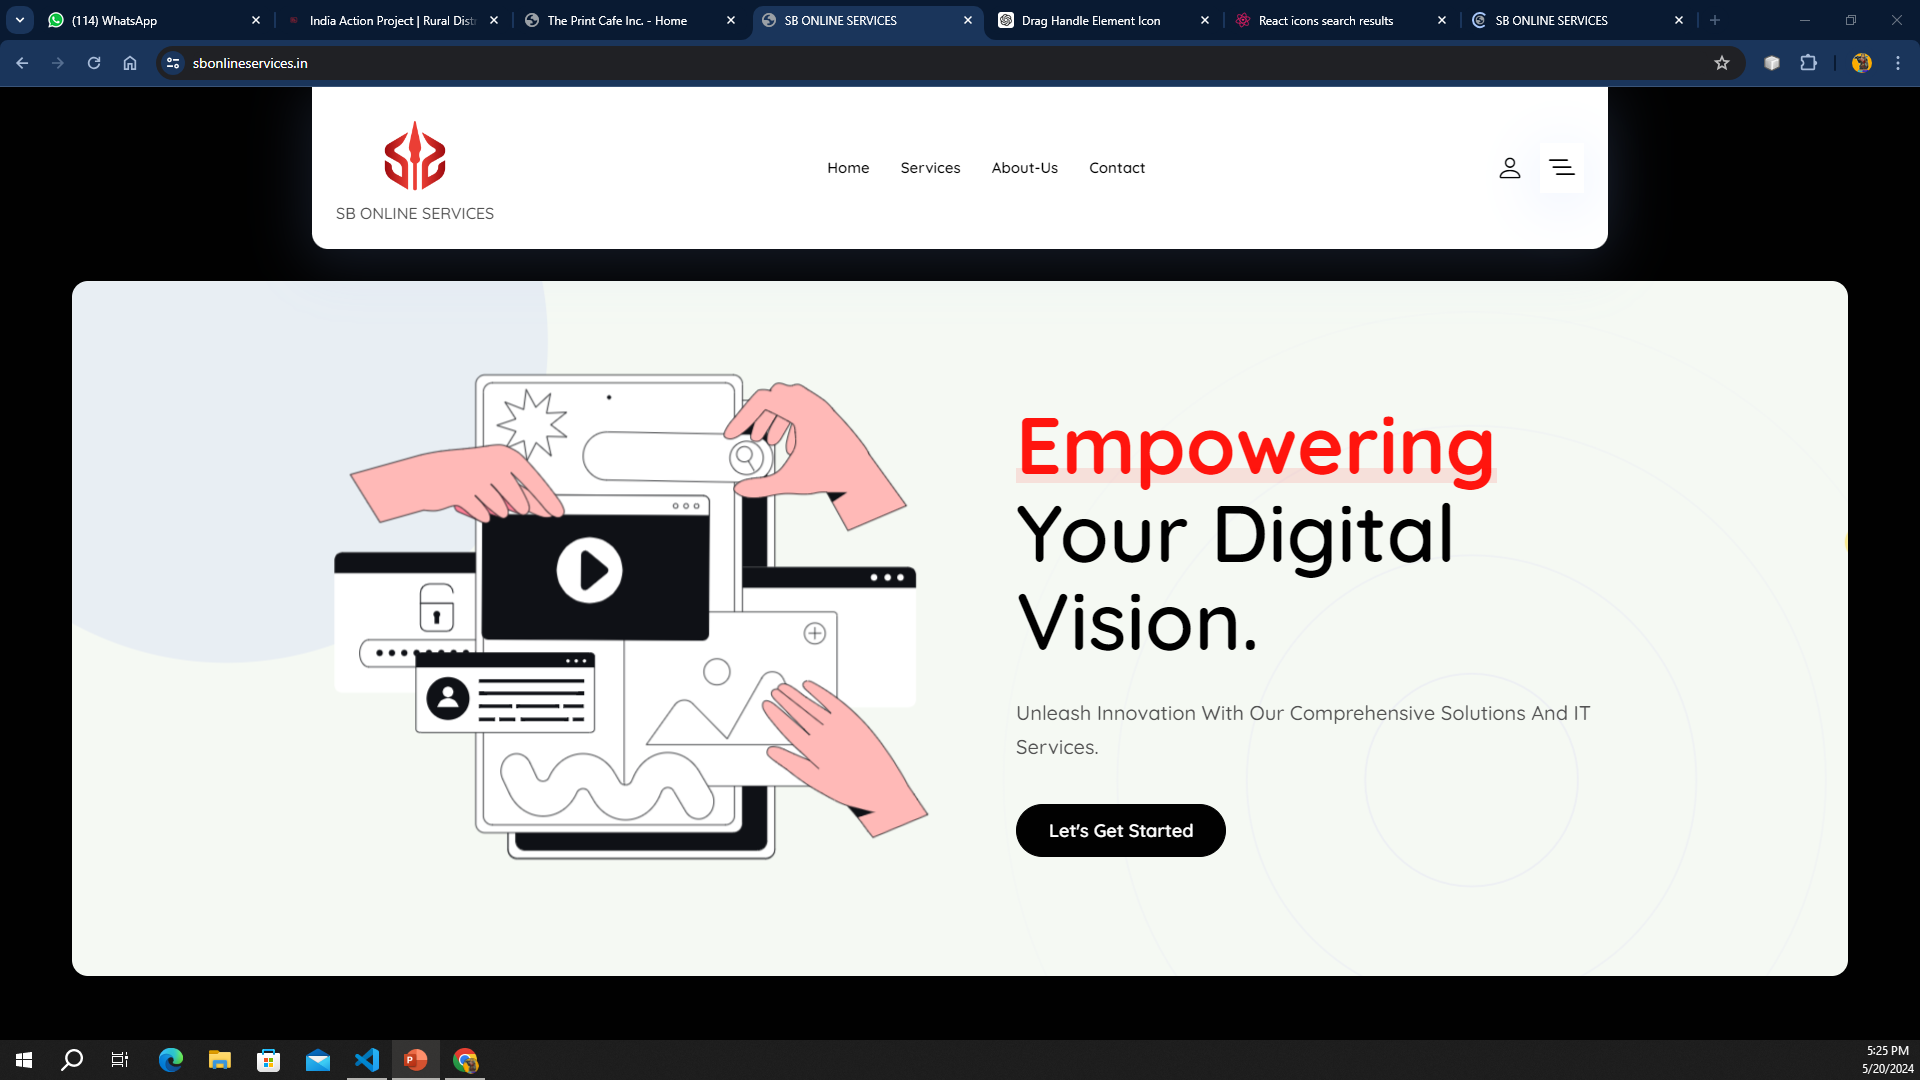 (114) WhatsApp
India Action Project | Rural Dist
The Print Cafe Inc. - Home
SB ONLINE SERVICES
Drag Handle Element Icon
React icons search results
SB ONLINE SERVICES
sbonlineservices.in
SB ONLINE SERVICES
Home
Services
About-Us
Contact
Empowering
Your Digital
Vision.
Unleash Innovation With Our Comprehensive Solutions And IT
Services.
Let's Get Started
5:25 PM
5/20/2024